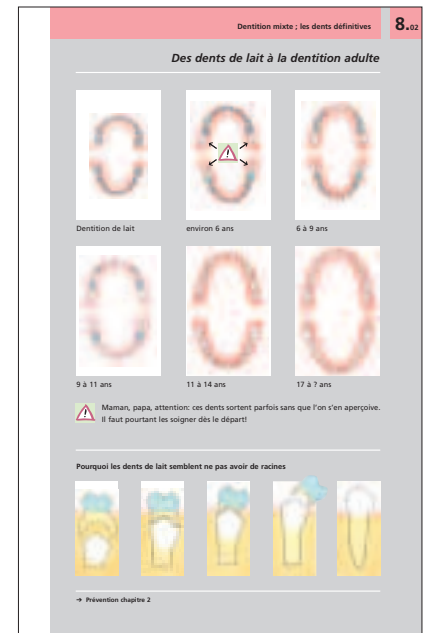 Dentition mixte ; les dents définitives
8.02
Des dents de lait à la dentition adulte
Dentition de lait
environ 6 ans
6 à 9 ans
9 à 11 ans
11 à 14 ans
17 à ? ans
Maman, papa, attention: ces dents sortent parfois sans que l'on s'en aperçoive.
Il faut pourtant les soigner dès le départ!
Pourquoi les dents de lait semblent ne pas avoir de racines
➔ Prévention chapitre 2